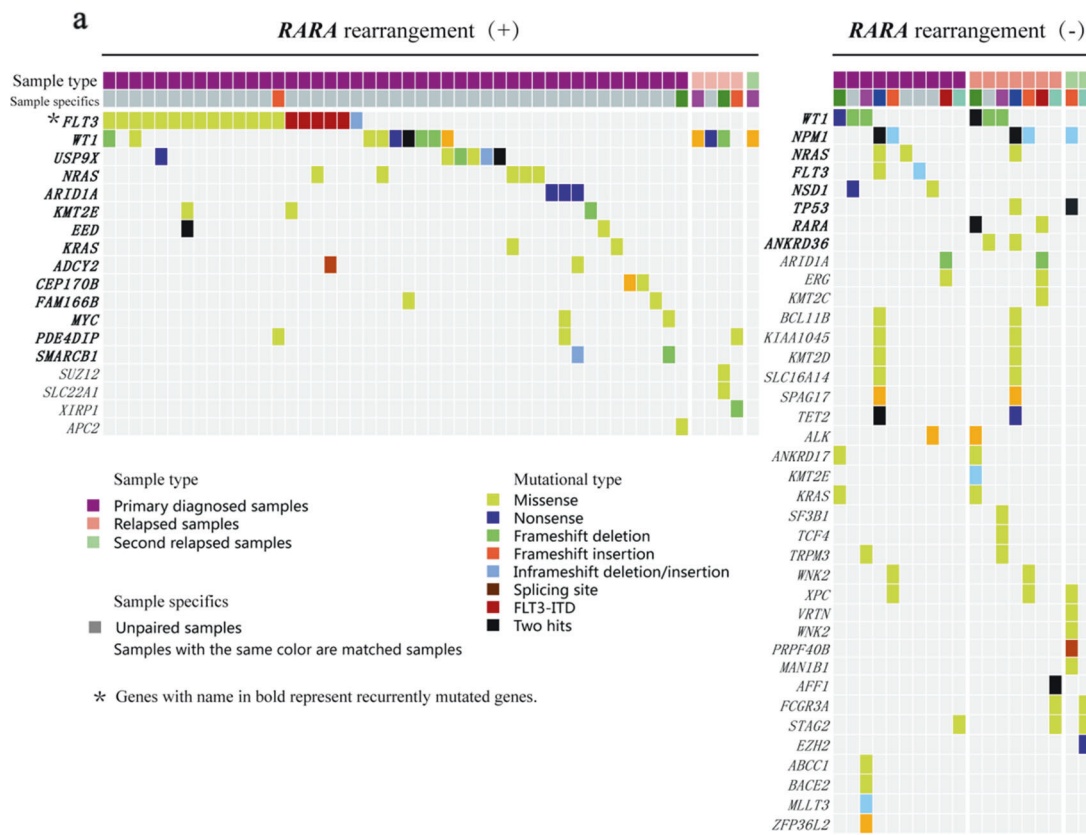 a
RARA rearrangement (+)
Sample type
Sample specifics
* FLT3
WT1
USP9X
NRAS
ARID1A
KMT2E
EED
KRAS
ADCY2
CEP170B
FAM166B
MYC
PDE4DIP
SMARCB1
SUZ12
SLC22A1
XIRP1
APC2
Sample type
Primary diagnosed samples
Relapsed samples
Second relapsed samples
Sample specifics
Unpaired samples
Samples with the same color are matched samples
Mutational type
Missense
Nonsense
Frameshift deletion
Frameshift insertion
Inframeshift deletion/insertion
Splicing site
FLT3-ITD
Two hits
* Genes with name in bold represent recurrently mutated genes.
RARA rearrangement (-)
WT1
NPM1
NRAS
FLT3
NSD1
TP53
RARA
ANKRD36
ARID1A
ERG
KMT2C
BCL11B
KIAA1045
KMT2D
SLC16A14
SPAG17
TET2
ALK
ANKRD17
KMT2E
KRAS
SF3B1
TCF4
TRPM3
WNK2
XPC
VRTN
WNK2
PRPF40B
MAN1B1
AFF1
FCGR3A
STAG2
EZH2
ABCC1
BACE2
MLLT3
ZFP36L2